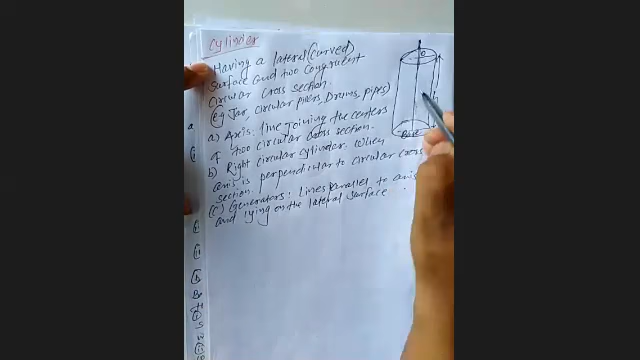 Cylinder
Having a lateral (curved)
surface and two congruent
circular cross section.
(eg Jar, circular pillers, Drums, pipes)
a) Axis: line joining the centers
of two circular cross section.
b) Right circular cylinder. When
axis is perpendicular to circular cross
section.
(c) Generators: Lines parallel to axis
and lying on the lateral surface.
O
Base